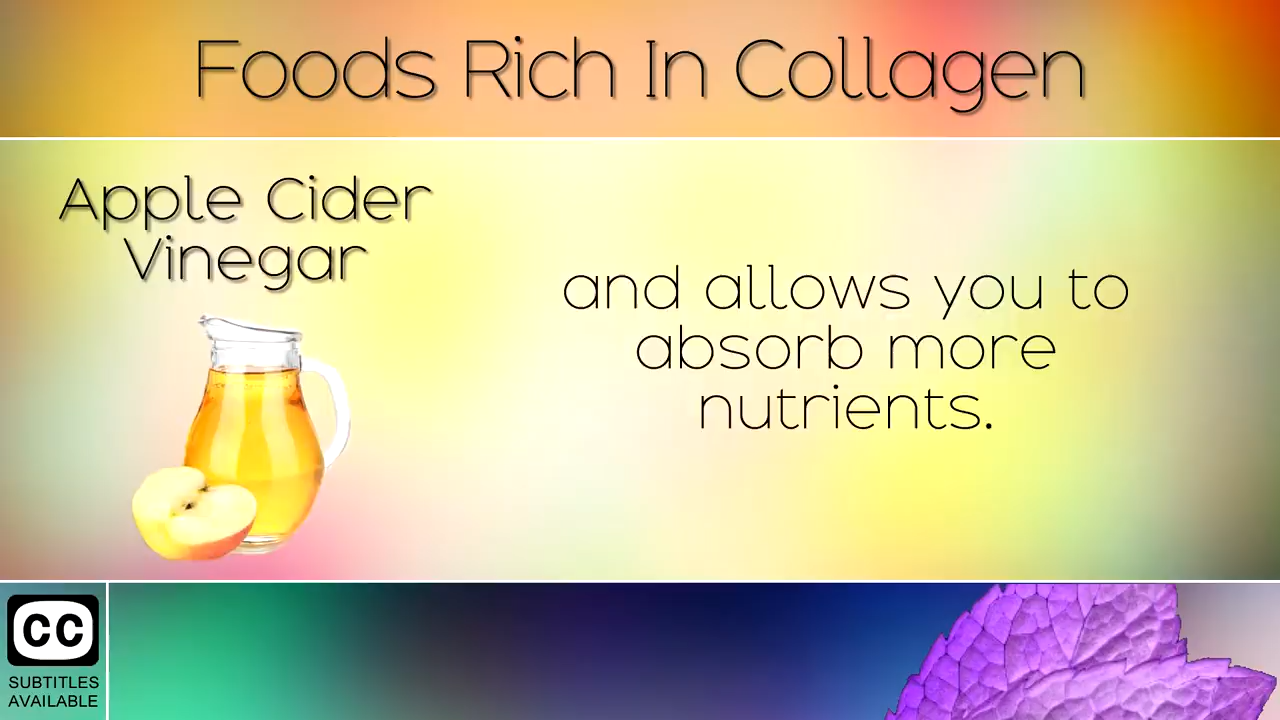 Foods Rich In Collagen
Apple Cider
Vinegar
and allows you to
absorb more
nutrients.
CC
SUBTITLES
AVAILABLE